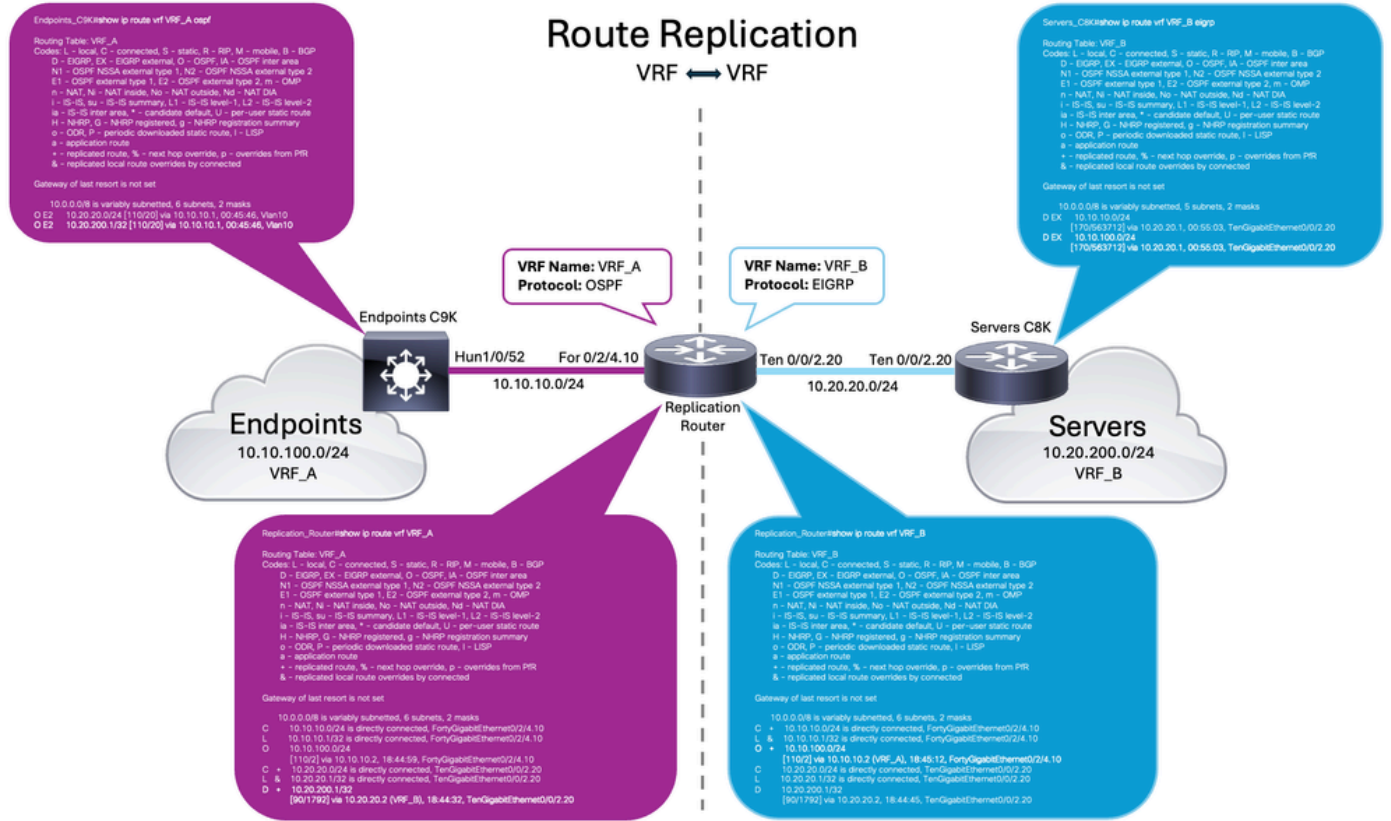 Route Replication
VRF ⟷ VRF
Endpoints_C9K#show ip route vrf VRF_A ospf
Routing Table: VRF_A
Codes: L - local, C - connected, S - static, R - RIP, M - mobile, B - BGP
D - EIGRP, EX - EIGRP external, O - OSPF, IA - OSPF inter area
N1 - OSPF NSSA external type 1, N2 - OSPF NSSA external type 2
E1 - OSPF external type 1, E2 - OSPF external type 2, m - OMP
n - NAT, Ni - NAT inside, No - NAT outside, Nd - NAT DIA
i - IS-IS, su - IS-IS summary, L1 - IS-IS level-1, L2 - IS-IS level-2
ia - IS-IS inter area, * - candidate default, U - per-user static route
H - NHRP, G - NHRP registered, g - NHRP registration summary
o - ODR, P - periodic downloaded static route, l - LISP
a - application route
+ - replicated route, % - next hop override, p - overrides from PfR
& - replicated local route overrides by connected
Gateway of last resort is not set
10.0.0.0/8 is variably subnetted, 6 subnets, 2 masks
O E2 10.20.20.0/24 [110/20] via 10.10.10.1, 00:45:46, Vlan10
O E2 10.20.200.1/32 [110/20] via 10.10.10.1, 00:45:46, Vlan10
Servers_C8K#show ip route vrf VRF_B eigrp
Routing Table: VRF_B
Codes: L - local, C - connected, S - static, R - RIP, M - mobile, B - BGP
D - EIGRP, EX - EIGRP external, O - OSPF, IA - OSPF inter area
N1 - OSPF NSSA external type 1, N2 - OSPF NSSA external type 2
E1 - OSPF external type 1, E2 - OSPF external type 2, m - OMP
n - NAT, Ni - NAT inside, No - NAT outside, Nd - NAT DIA
i - IS-IS, su - IS-IS summary, L1 - IS-IS level-1, L2 - IS-IS level-2
ia - IS-IS inter area, * - candidate default, U - per-user static route
H - NHRP, G - NHRP registered, g - NHRP registration summary
o - ODR, P - periodic downloaded static route, l - LISP
a - application route
+ - replicated route, % - next hop override, p - overrides from PfR
& - replicated local route overrides by connected
Gateway of last resort is not set
10.0.0.0/8 is variably subnetted, 5 subnets, 2 masks
D EX 10.10.10.0/24
[170/563712] via 10.20.20.1, 00:55:03, TenGigabitEthernet0/0/2.20
D EX 10.10.100.0/24
[170/563712] via 10.20.20.1, 00:55:03, TenGigabitEthernet0/0/2.20
VRF Name: VRF_A
Protocol: OSPF
VRF Name: VRF_B
Protocol: EIGRP
Endpoints C9K
Servers C8K
Hun1/0/52
For 0/2/4.10
Ten 0/0/2.20
Ten 0/0/2.20
10.10.10.0/24
10.20.20.0/24
Replication
Router
Endpoints
10.10.100.0/24
VRF_A
Servers
10.20.200.0/24
VRF_B
Replication_Router#show ip route vrf VRF_A
Routing Table: VRF_A
Codes: L - local, C - connected, S - static, R - RIP, M - mobile, B - BGP
D - EIGRP, EX - EIGRP external, O - OSPF, IA - OSPF inter area
N1 - OSPF NSSA external type 1, N2 - OSPF NSSA external type 2
E1 - OSPF external type 1, E2 - OSPF external type 2, m - OMP
n - NAT, Ni - NAT inside, No - NAT outside, Nd - NAT DIA
i - IS-IS, su - IS-IS summary, L1 - IS-IS level-1, L2 - IS-IS level-2
ia - IS-IS inter area, * - candidate default, U - per-user static route
H - NHRP, G - NHRP registered, g - NHRP registration summary
o - ODR, P - periodic downloaded static route, l - LISP
a - application route
+ - replicated route, % - next hop override, p - overrides from PfR
& - replicated local route overrides by connected
Gateway of last resort is not set
10.0.0.0/8 is variably subnetted, 6 subnets, 2 masks
C 10.10.10.0/24 is directly connected, FortyGigabitEthernet0/2/4.10
L 10.10.10.1/32 is directly connected, FortyGigabitEthernet0/2/4.10
O 10.10.100.0/24
[110/2] via 10.10.10.2, 18:44:59, FortyGigabitEthernet0/2/4.10
C + 10.20.20.0/24 is directly connected, TenGigabitEthernet0/0/2.20
L & 10.20.20.1/32 is directly connected, TenGigabitEthernet0/0/2.20
D + 10.20.200.1/32
[90/1792] via 10.20.20.2 (VRF_B), 18:44:32, TenGigabitEthernet0/0/2.20
Replication_Router#show ip route vrf VRF_B
Routing Table: VRF_B
Codes: L - local, C - connected, S - static, R - RIP, M - mobile, B - BGP
D - EIGRP, EX - EIGRP external, O - OSPF, IA - OSPF inter area
N1 - OSPF NSSA external type 1, N2 - OSPF NSSA external type 2
E1 - OSPF external type 1, E2 - OSPF external type 2, m - OMP
n - NAT, Ni - NAT inside, No - NAT outside, Nd - NAT DIA
i - IS-IS, su - IS-IS summary, L1 - IS-IS level-1, L2 - IS-IS level-2
ia - IS-IS inter area, * - candidate default, U - per-user static route
H - NHRP, G - NHRP registered, g - NHRP registration summary
o - ODR, P - periodic downloaded static route, l - LISP
a - application route
+ - replicated route, % - next hop override, p - overrides from PfR
& - replicated local route overrides by connected
Gateway of last resort is not set
10.0.0.0/8 is variably subnetted, 6 subnets, 2 masks
C + 10.10.10.0/24 is directly connected, FortyGigabitEthernet0/2/4.10
L & 10.10.10.1/32 is directly connected, FortyGigabitEthernet0/2/4.10
O + 10.10.100.0/24
[110/2] via 10.10.10.2 (VRF_A), 18:45:12, FortyGigabitEthernet0/2/4.10
C 10.20.20.0/24 is directly connected, TenGigabitEthernet0/0/2.20
L 10.20.20.1/32 is directly connected, TenGigabitEthernet0/0/2.20
D 10.20.200.1/32
[90/1792] via 10.20.20.2, 18:44:45, TenGigabitEthernet0/0/2.20